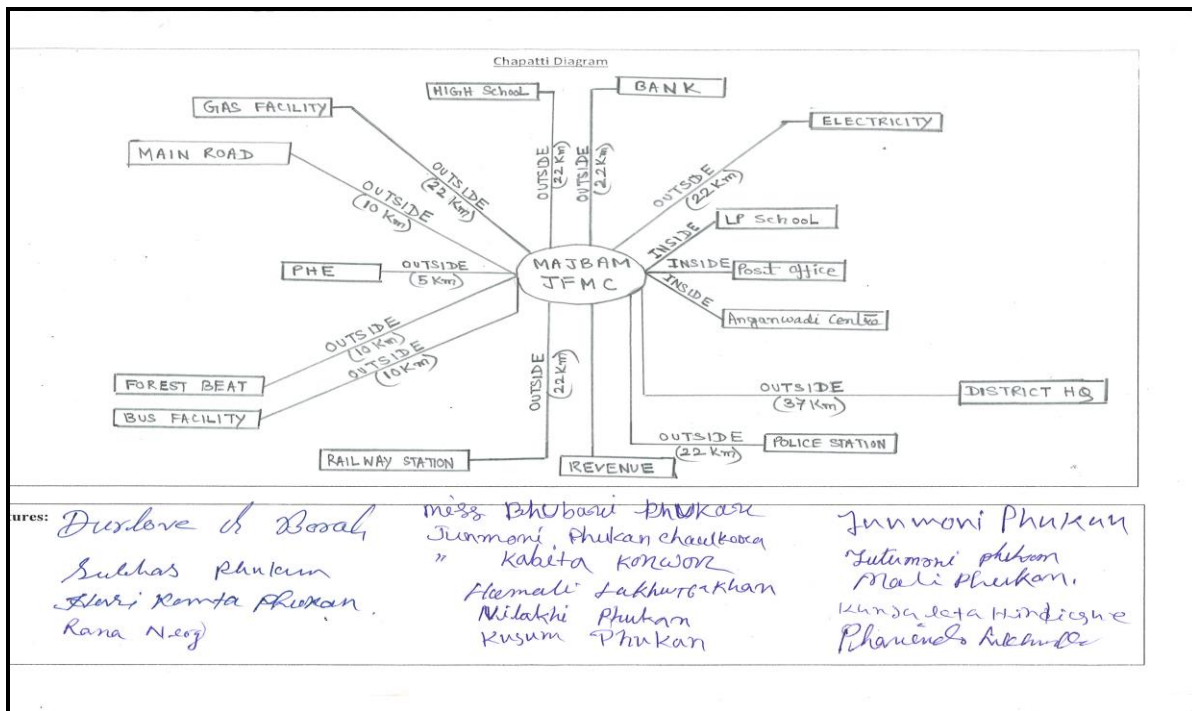 Chapatti Diagram
HIGH School
BANK
GAS FACILITY
ELECTRICITY
MAIN ROAD
OUTSIDE
(22 Km)
OUTSIDE
(10 Km)
OUTSIDE
(22 Km)
OUTSIDE
(22 Km)
OUTSIDE
(22 Km)
LP School
INSIDE
PHE
OUTSIDE
(5 Km)
MAJBAM
JFMC
INSIDE
Post office
INSIDE
Anganwadi Centre
OUTSIDE
(10 Km)
OUTSIDE
(10 Km)
FOREST BEAT
BUS FACILITY
OUTSIDE
(22 Km)
OUTSIDE
(37 Km)
DISTRICT HQ
OUTSIDE
(22 Km)
POLICE STATION
RAILWAY STATION
REVENUE
ures:
Borah
Phukan
Phukan
Rana Neog
Miss Phukan
Junmoni Phukan
" Kabita Konwor
Hemali
Nilakhi Phukan
Kusum Phukan
Junmoni Phukan
Phukan.